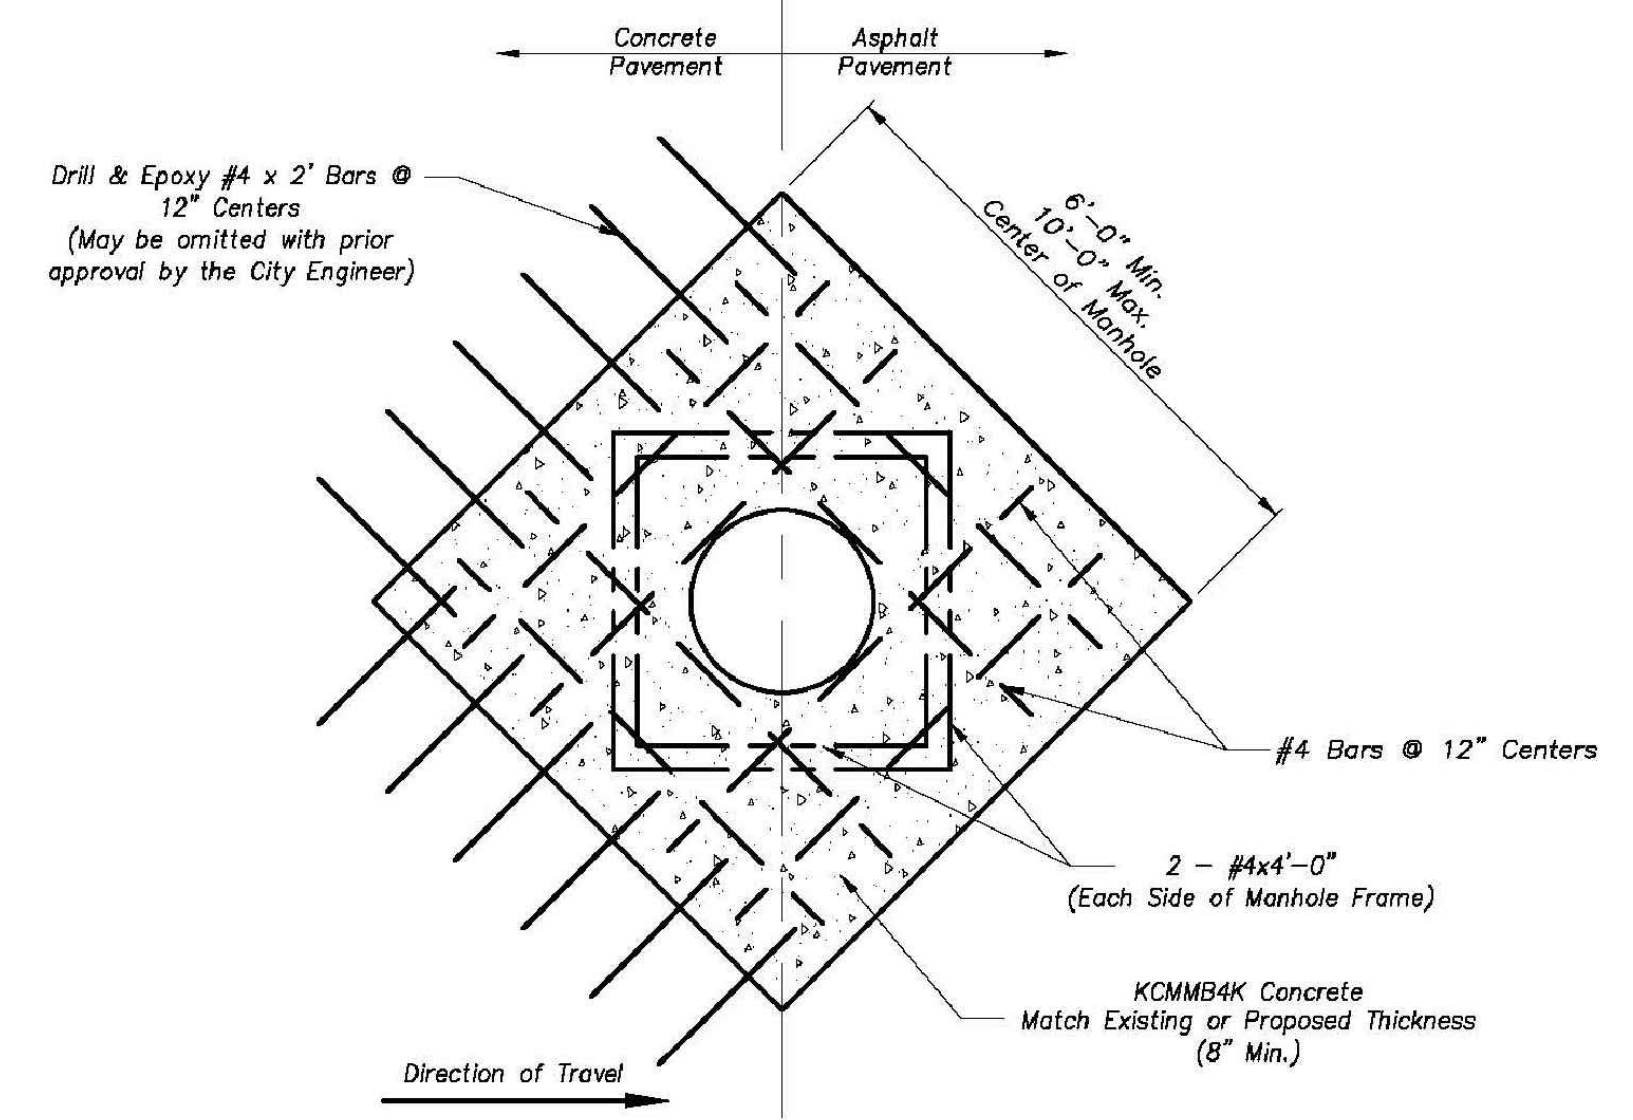 Concrete
Pavement
Asphalt
Pavement
Drill & Epoxy #4 x 2' Bars @
12" Centers
(May be omitted with prior
approval by the City Engineer)
6'-0" Min.
10'-0" Max.
Center of Manhole
#4 Bars @ 12" Centers
2 - #4x4'-0"
(Each Side of Manhole Frame)
KCMMB4K Concrete
Match Existing or Proposed Thickness
(8" Min.)
Direction of Travel